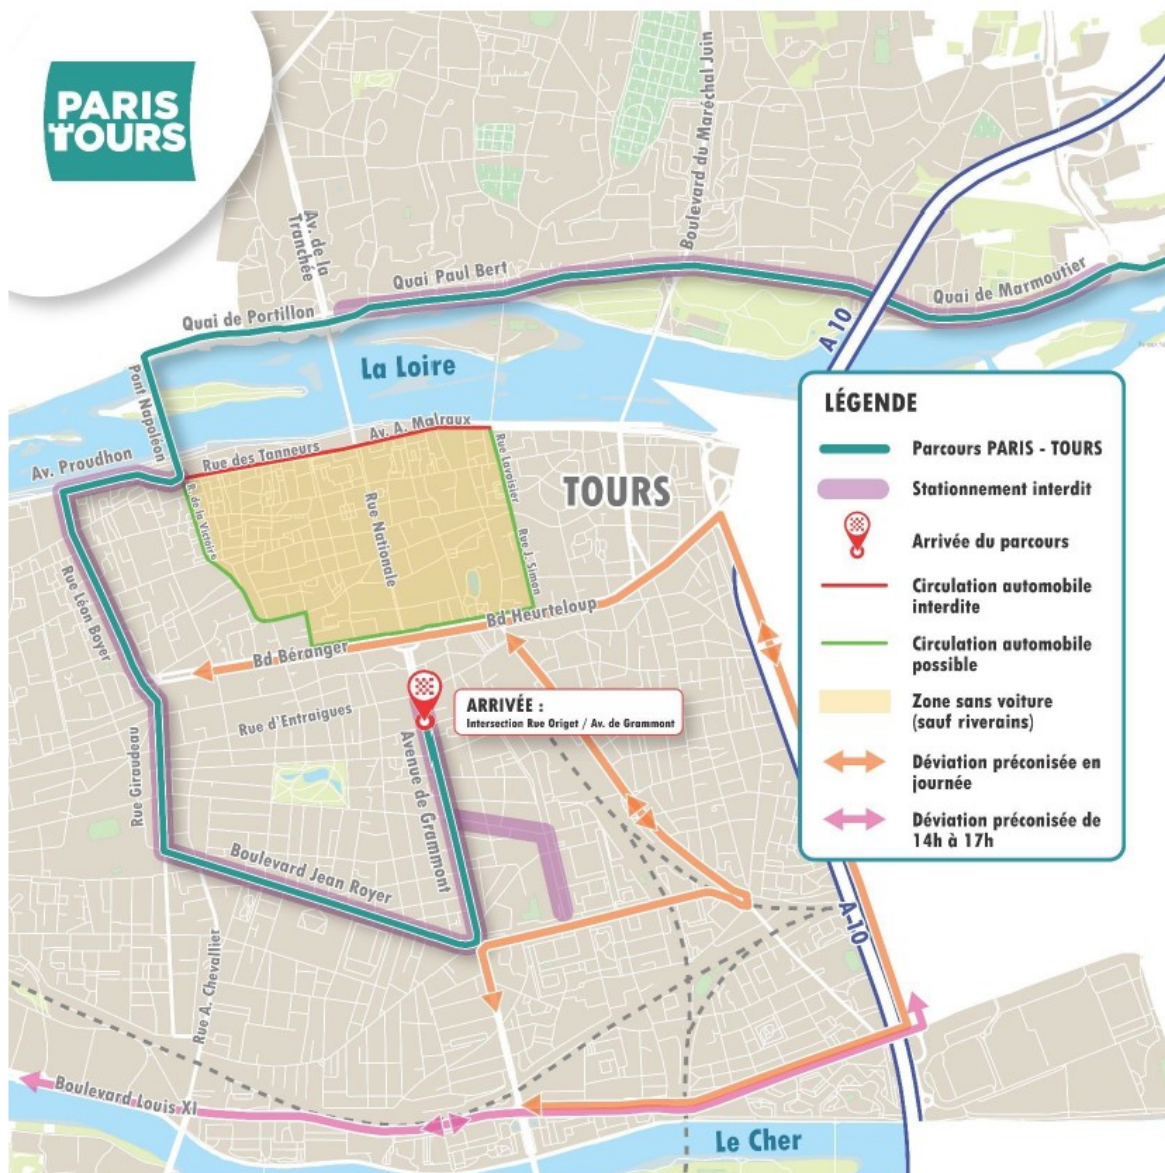 PARIS
TOURS
Av. de la
Tranchée
Boulevard du Maréchal Juin
Quai Paul Bert
Quai de Portillon
Quai de Marmoutier
A 10
La Loire
Pont Napoléon
Av. Proudhon
Rue des Tanneurs
Av. A. Malraux
R. de la Victoire
Rue Nationale
Rue Lavoisier
Rue J. Simon
TOURS
Rue Léon Boyer
Bd Béranger
Bd Heurteloup
Rue d'Entraigues
ARRIVÉE :
Intersection Rue Origet / Av. de Grammont
Avenue de Grammont
Rue Giraudeau
Boulevard Jean Royer
Rue A. Chevallier
A 10
Boulevard Louis XI
Le Cher
LÉGENDE
Parcours PARIS - TOURS
Stationnement interdit
Arrivée du parcours
Circulation automobile
interdite
Circulation automobile
possible
Zone sans voiture
(sauf riverains)
Déviation préconisée en
journée
Déviation préconisée de
14h à 17h